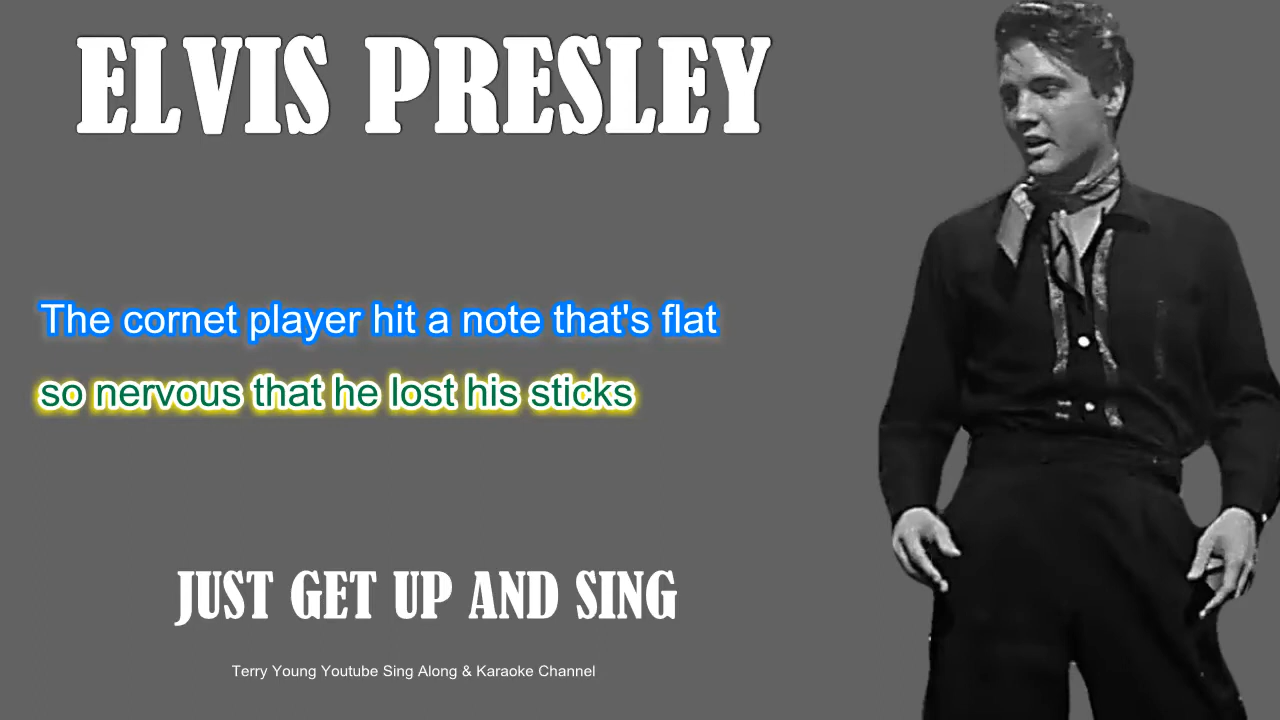 ELVIS PRESLEY
The cornet player hit a note that's flat
so nervous that he lost his sticks
JUST GET UP AND SING
Terry Young Youtube Sing Along & Karaoke Channel